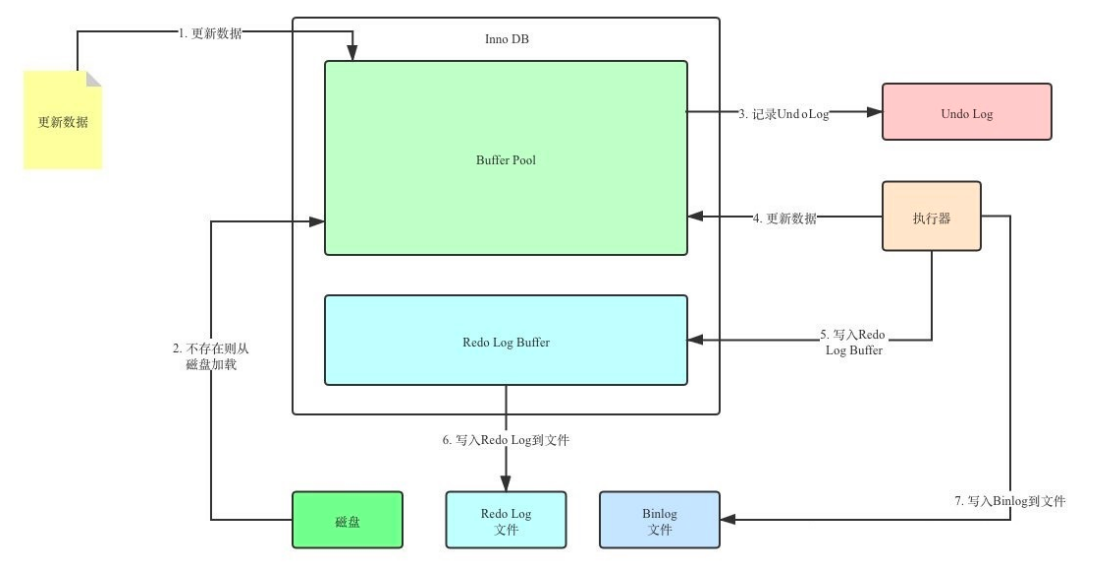 1. 更新数据
Inno DB
更新数据
Buffer Pool
3. 记录UndoLog
Undo Log
4. 更新数据
执行器
2. 不存在则从
磁盘加载
Redo Log Buffer
5. 写入Redo
Log Buffer
6. 写入Redo Log到文件
7. 写入Binlog到文件
磁盘
Redo Log
文件
Binlog
文件